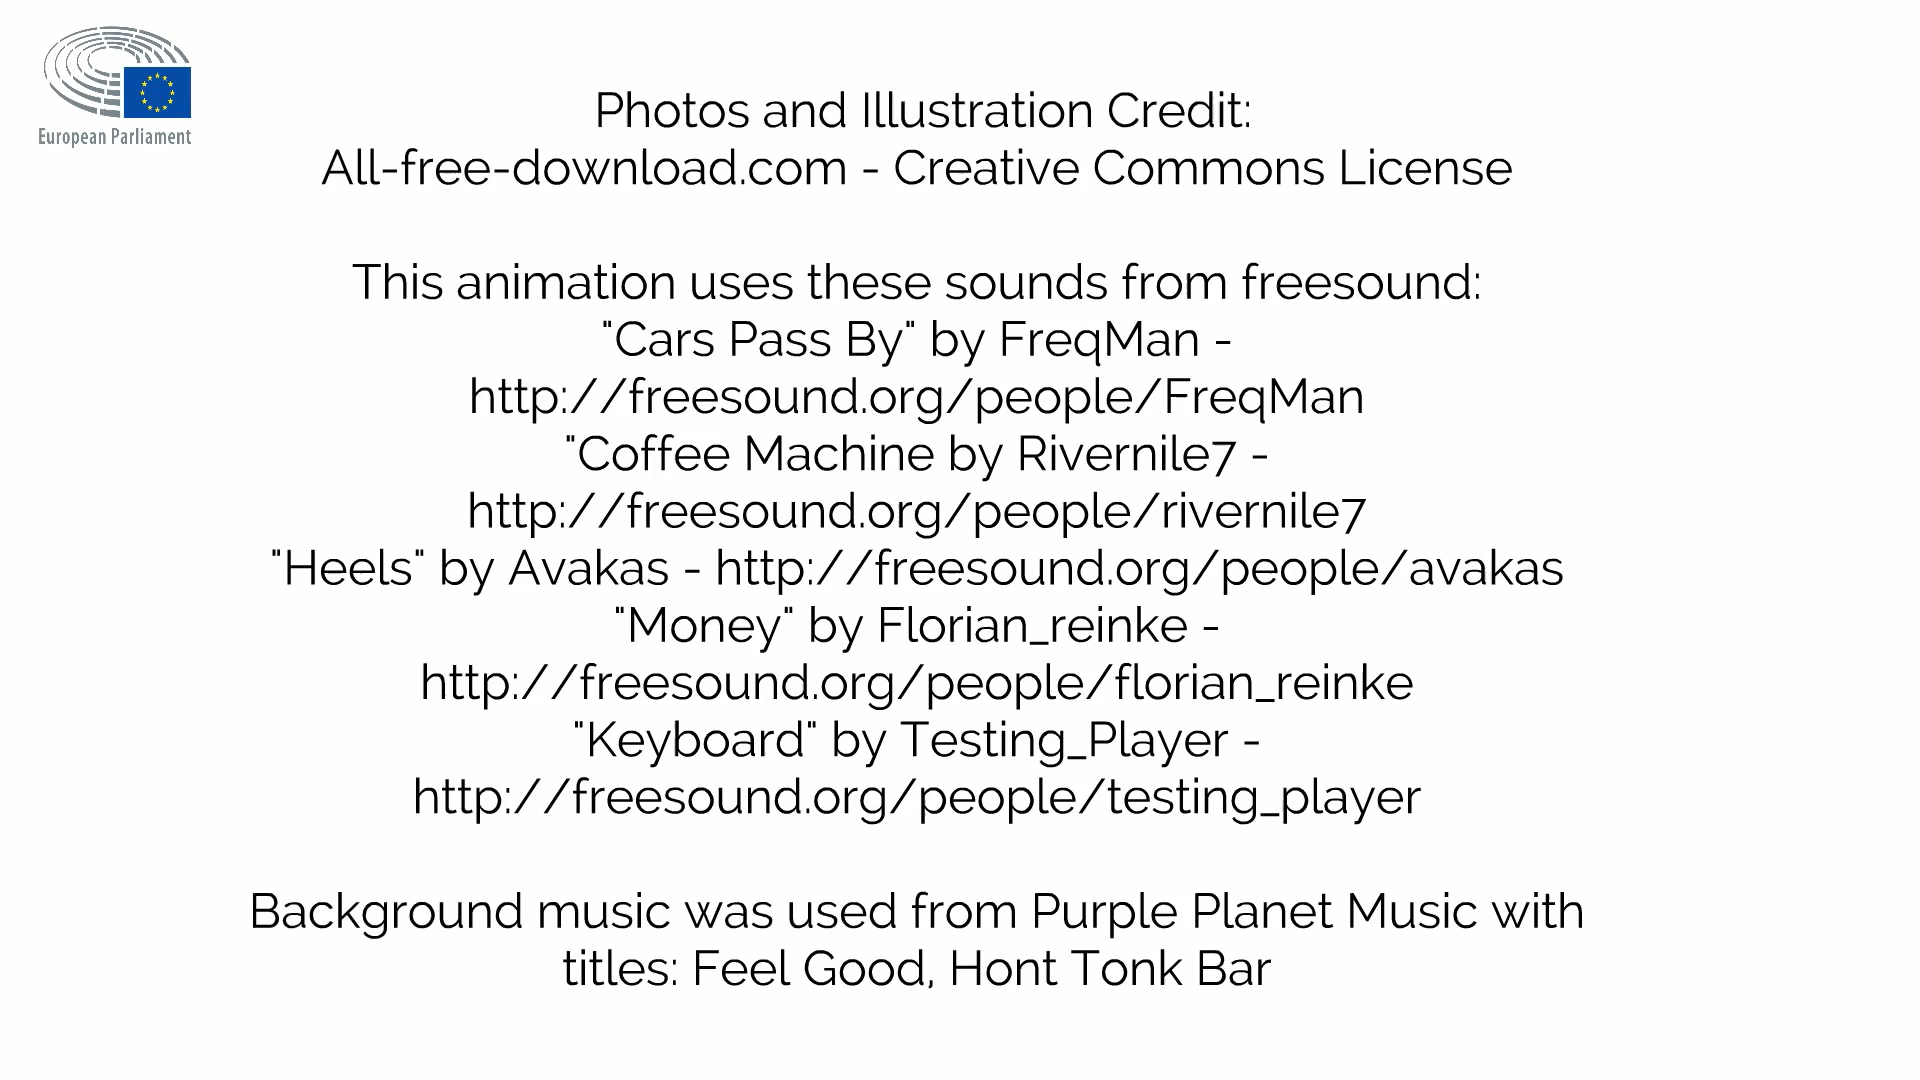 European Parliament
Photos and Illustration Credit:
All-free-download.com - Creative Commons License
This animation uses these sounds from freesound:
"Cars Pass By" by FreqMan -
http://freesound.org/people/FreqMan
"Coffee Machine by Rivernile7 -
http://freesound.org/people/rivernile7
"Heels" by Avakas - http://freesound.org/people/avakas
"Money" by Florian_reinke -
http://freesound.org/people/florian_reinke
"Keyboard" by Testing_Player -
http://freesound.org/people/testing_player
Background music was used from Purple Planet Music with
titles: Feel Good, Hont Tonk Bar